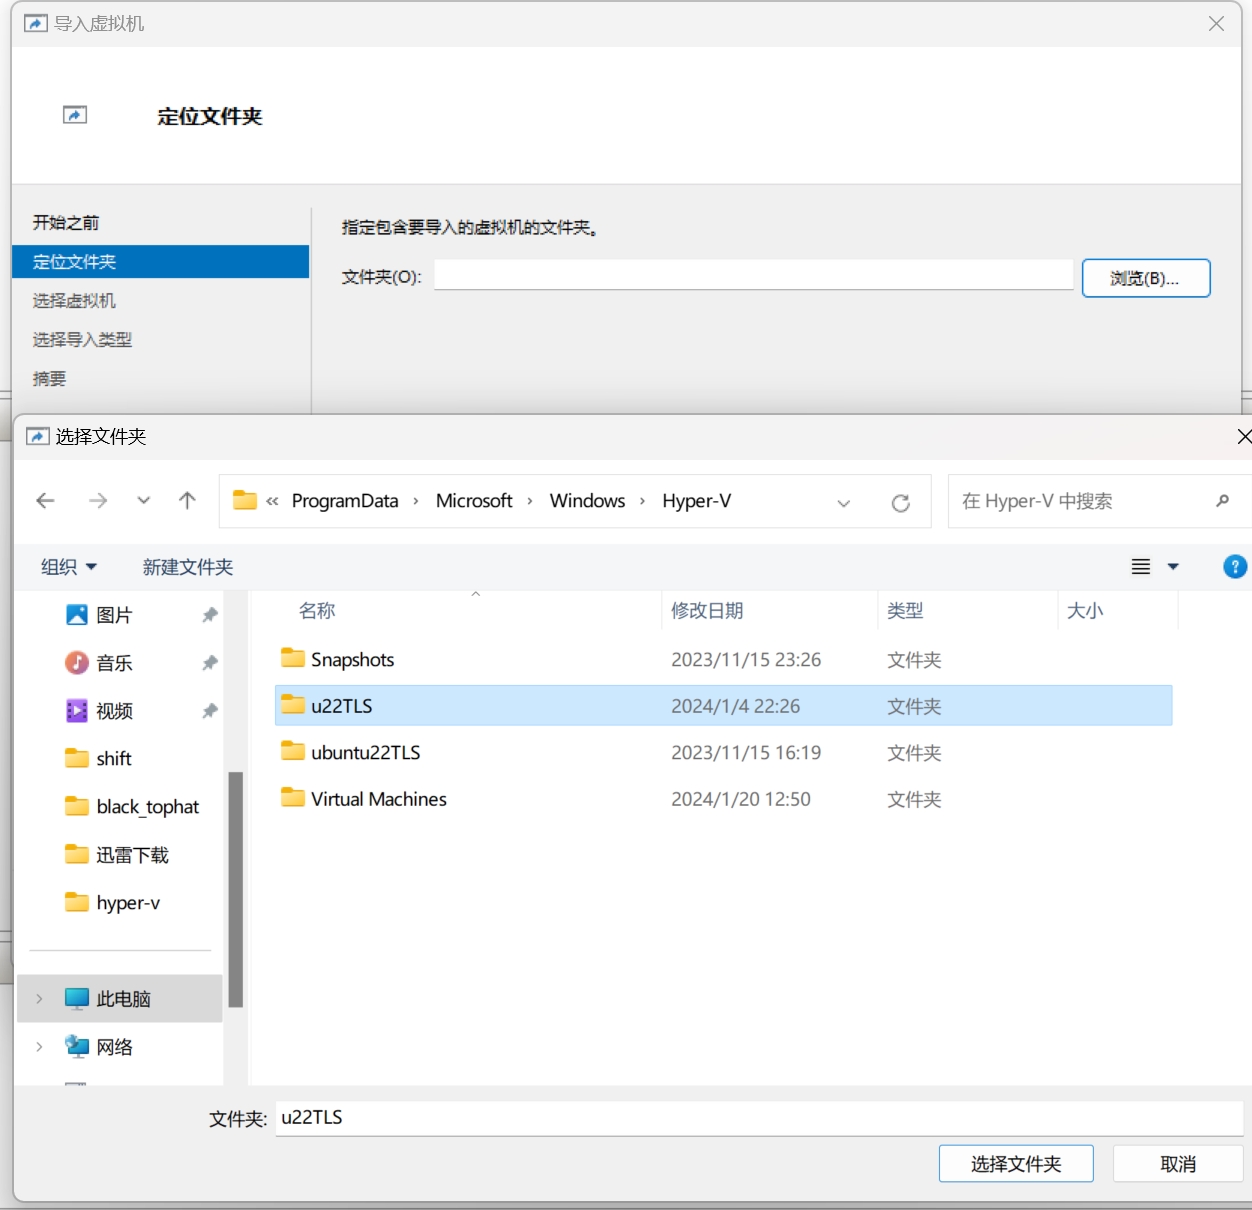 导入虚拟机
定位文件夹
开始之前
定位文件夹
选择虚拟机
选择导入类型
摘要
指定包含要导入的虚拟机的文件夹。
文件夹(O):
浏览(B)...
选择文件夹
« ProgramData › Microsoft › Windows › Hyper-V
在 Hyper-V 中搜索
组织 新建文件夹
?
图片
音乐
视频
shift
black_tophat
迅雷下载
hyper-v
此电脑
网络
名称 修改日期 类型 大小
Snapshots 2023/11/15 23:26 文件夹
u22TLS 2024/1/4 22:26 文件夹
ubuntu22TLS 2023/11/15 16:19 文件夹
Virtual Machines 2024/1/20 12:50 文件夹
文件夹: u22TLS
选择文件夹 取消